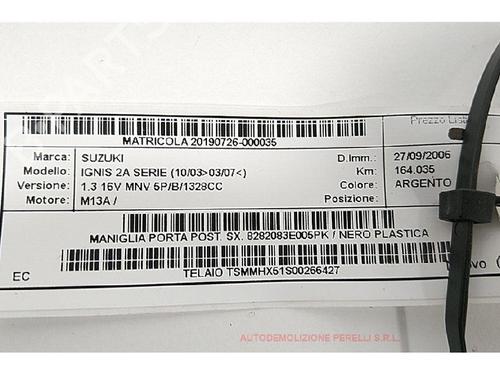 Prezzo List
MATRICOLA 20190726-000035
Marca: SUZUKI D.Imm.: 27/09/2006
Modello: IGNIS 2A SERIE (10/03>03/07<) Km: 164.035
Versione: 1.3 16V MNV 5P/B/1328CC Colore: ARGENTO
Motore: M13A / Posizione:
MANIGLIA PORTA POST. SX. 8282083E005PK / NERO PLASTICA
TELAIO TSMMHX51S00266427
EC
AUTODEMOLIZIONE PERELLI S.R.L.